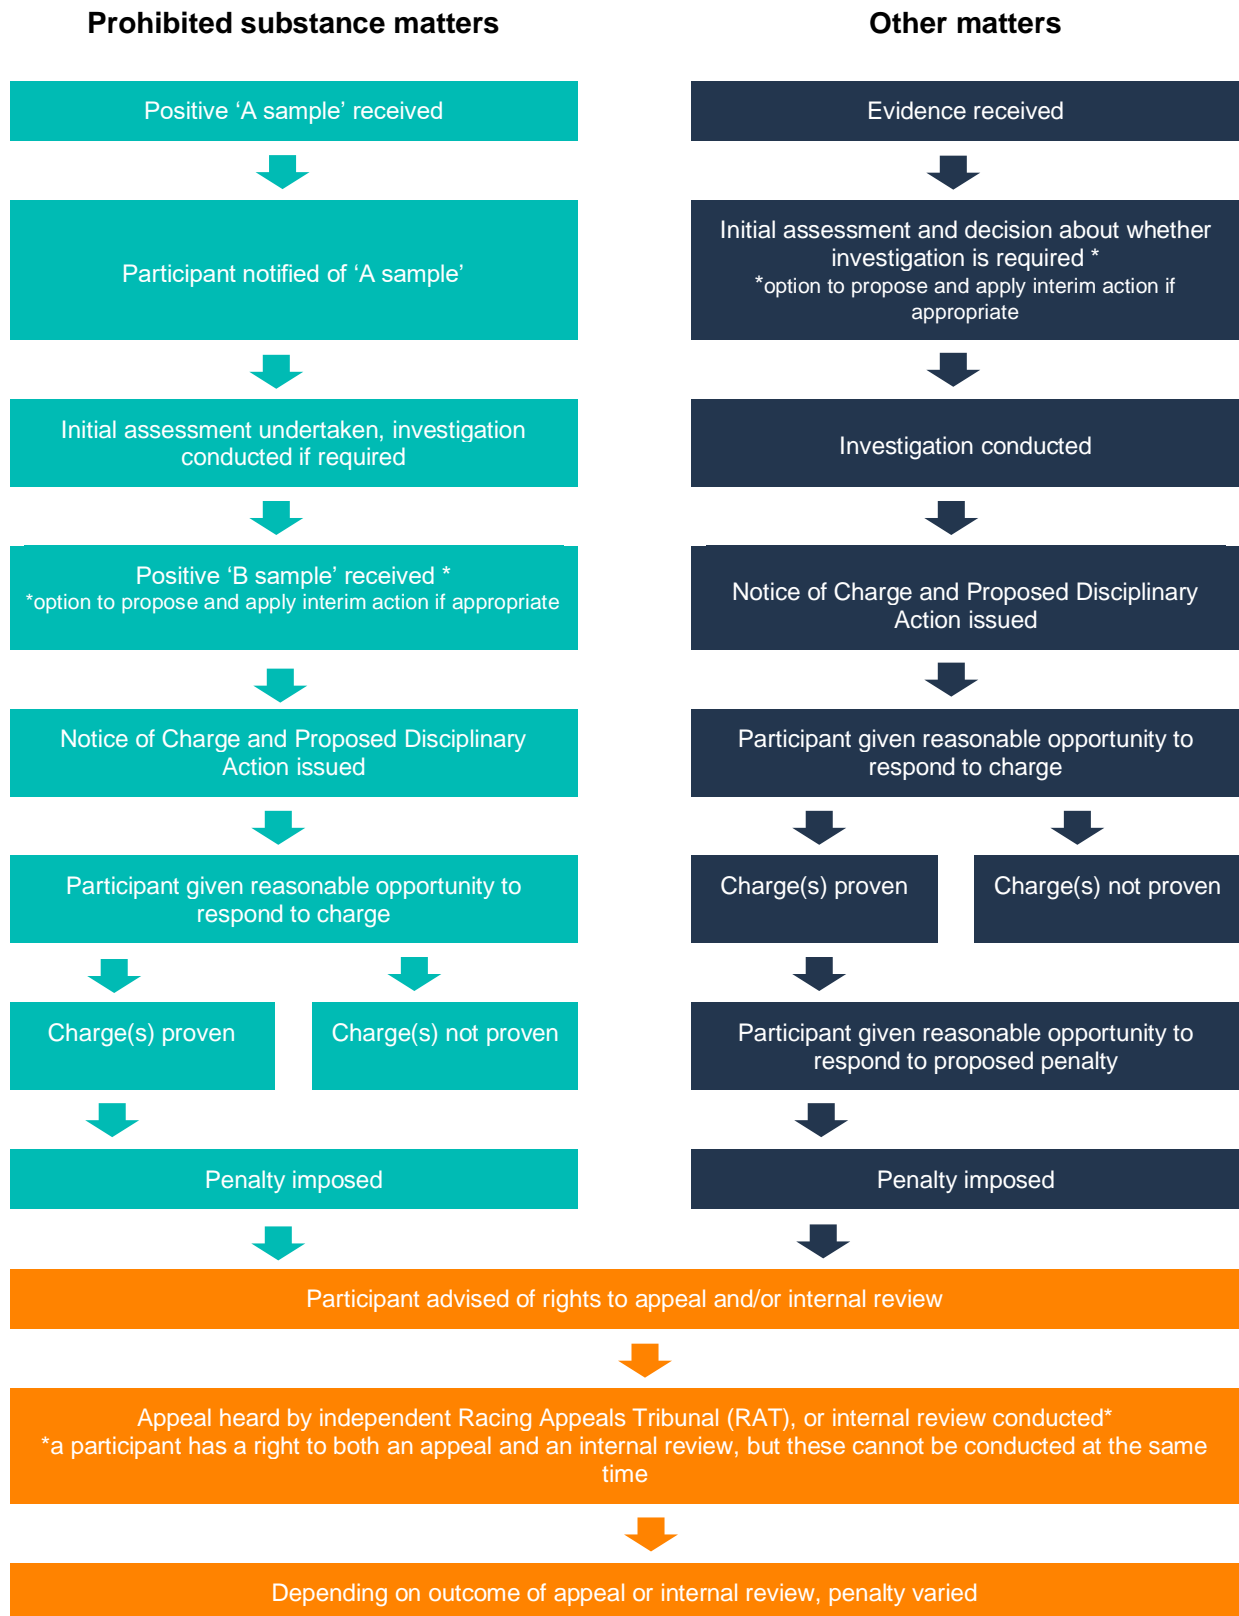 Prohibited substance matters
Positive ‘A sample’ received
Participant notified of ‘A sample’
Initial assessment undertaken, investigation
conducted if required
Positive ‘B sample’ received *
*option to propose and apply interim action if appropriate
Notice of Charge and Proposed Disciplinary
Action issued
Participant given reasonable opportunity to
respond to charge
Charge(s) proven
Charge(s) not proven
Penalty imposed
Other matters
Evidence received
Initial assessment and decision about whether
investigation is required *
*option to propose and apply interim action if
appropriate
Investigation conducted
Notice of Charge and Proposed Disciplinary
Action issued
Participant given reasonable opportunity to
respond to charge
Charge(s) proven
Charge(s) not proven
Participant given reasonable opportunity to
respond to proposed penalty
Penalty imposed
Participant advised of rights to appeal and/or internal review
Appeal heard by independent Racing Appeals Tribunal (RAT), or internal review conducted*
*a participant has a right to both an appeal and an internal review, but these cannot be conducted at the same
time
Depending on outcome of appeal or internal review, penalty varied